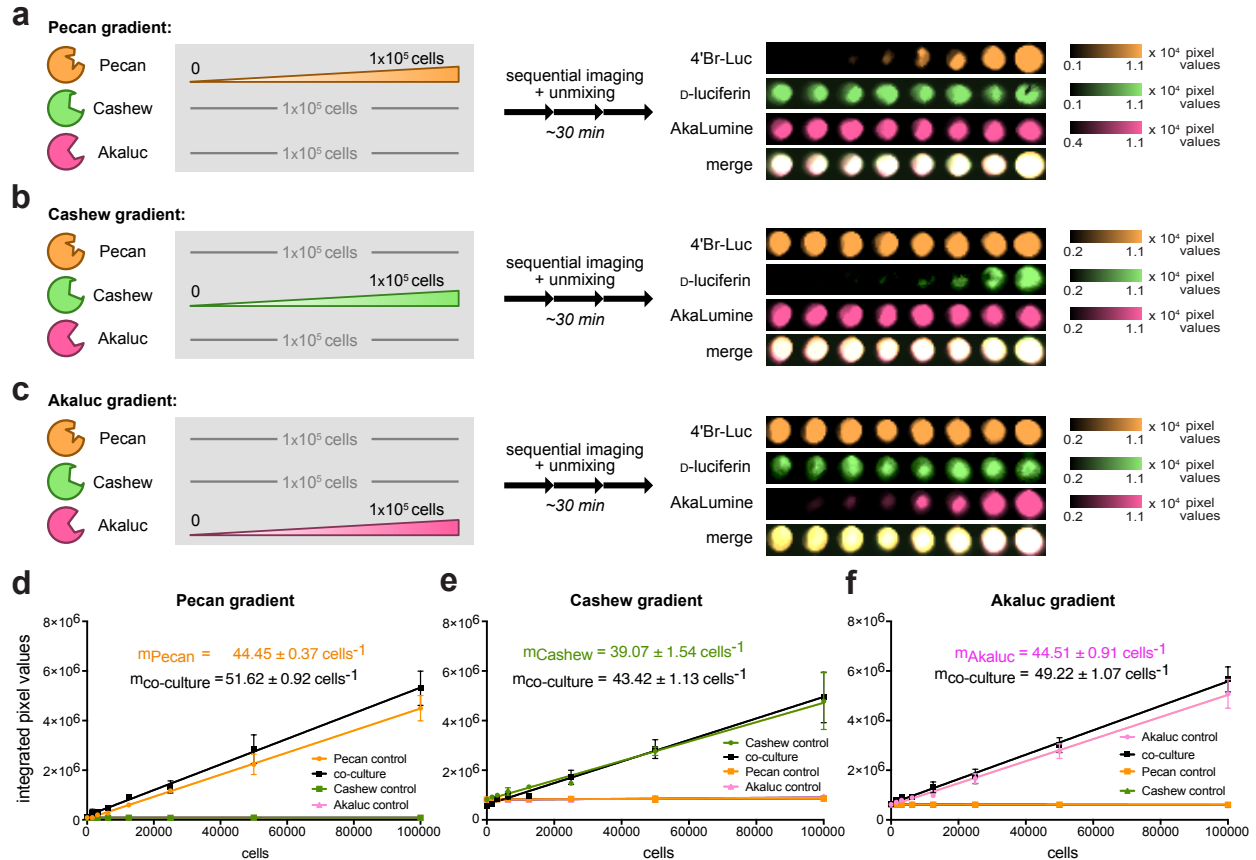 a
Pecan gradient:
Pecan
Cashew
Akaluc
0
1x10⁵ cells
1x10⁵ cells
1x10⁵ cells
sequential imaging
+ unmixing
~30 min
4'Br-Luc
D-luciferin
AkaLumine
merge
0.1 1.1 x 10⁴ pixel values
0.1 1.1 x 10⁴ pixel values
0.4 1.1 x 10⁴ pixel values
b
Cashew gradient:
Pecan
Cashew
Akaluc
1x10⁵ cells
0
1x10⁵ cells
1x10⁵ cells
sequential imaging
+ unmixing
~30 min
4'Br-Luc
D-luciferin
AkaLumine
merge
0.2 1.1 x 10⁴ pixel values
0.2 1.1 x 10⁴ pixel values
0.2 1.1 x 10⁴ pixel values
c
Akaluc gradient:
Pecan
Cashew
Akaluc
1x10⁵ cells
1x10⁵ cells
0
1x10⁵ cells
sequential imaging
+ unmixing
~30 min
4'Br-Luc
D-luciferin
AkaLumine
merge
0.2 1.1 x 10⁴ pixel values
0.2 1.1 x 10⁴ pixel values
0.2 1.1 x 10⁴ pixel values
d
Pecan gradient
integrated pixel values
8×10⁶
6×10⁶
4×10⁶
2×10⁶
0
mPecan = 44.45 ± 0.37 cells⁻¹
mco-culture = 51.62 ± 0.92 cells⁻¹
Pecan control
co-culture
Cashew control
Akaluc control
0 20000 40000 60000 80000 100000
cells
e
Cashew gradient
8×10⁶
6×10⁶
4×10⁶
2×10⁶
0
mCashew = 39.07 ± 1.54 cells⁻¹
mco-culture = 43.42 ± 1.13 cells⁻¹
Cashew control
co-culture
Pecan control
Akaluc control
0 20000 40000 60000 80000 100000
cells
f
Akaluc gradient
8×10⁶
6×10⁶
4×10⁶
2×10⁶
0
mAkaluc = 44.51 ± 0.91 cells⁻¹
mco-culture = 49.22 ± 1.07 cells⁻¹
Akaluc control
co-culture
Pecan control
Cashew control
0 20000 40000 60000 80000 100000
cells